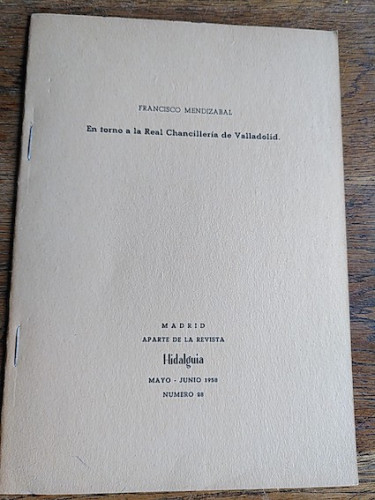 FRANCISCO MENDIZABAL
En torno a la Real Chancillería de Valladolid.
MADRID
APARTE DE LA REVISTA
Hidalguía
MAYO - JUNIO 1958
NUMERO 28